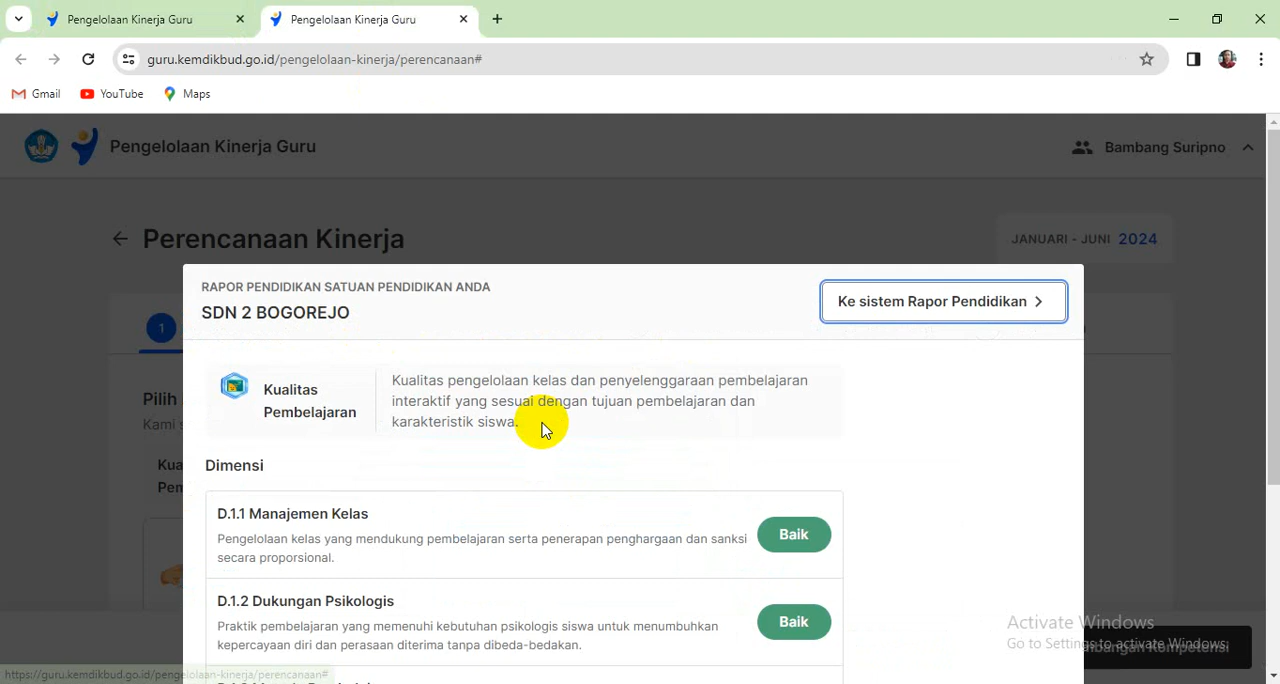 Pengelolaan Kinerja Guru
Pengelolaan Kinerja Guru
guru.kemdikbud.go.id/pengelolaan-kinerja/perencanaan#
Gmail YouTube Maps
Pengelolaan Kinerja Guru
Bambang Suripno
Perencanaan Kinerja
JANUARI - JUNI 2024
RAPOR PENDIDIKAN SATUAN PENDIDIKAN ANDA
SDN 2 BOGOREJO
Ke sistem Rapor Pendidikan
1
Pilih
Kami
Kualitas
Pembelajaran
Kualitas pengelolaan kelas dan penyelenggaraan pembelajaran
interaktif yang sesuai dengan tujuan pembelajaran dan
karakteristik siswa.
Dimensi
D.1.1 Manajemen Kelas
Pengelolaan kelas yang mendukung pembelajaran serta penerapan penghargaan dan sanksi
secara proporsional.
Baik
D.1.2 Dukungan Psikologis
Praktik pembelajaran yang memenuhi kebutuhan psikologis siswa untuk menumbuhkan
kepercayaan diri dan perasaan diterima tanpa dibeda-bedakan.
Baik
Activate Windows
Go to Settings to activate Windows.
https://guru.kemdikbud.go.id/pengelolaan-kinerja/perencanaan#